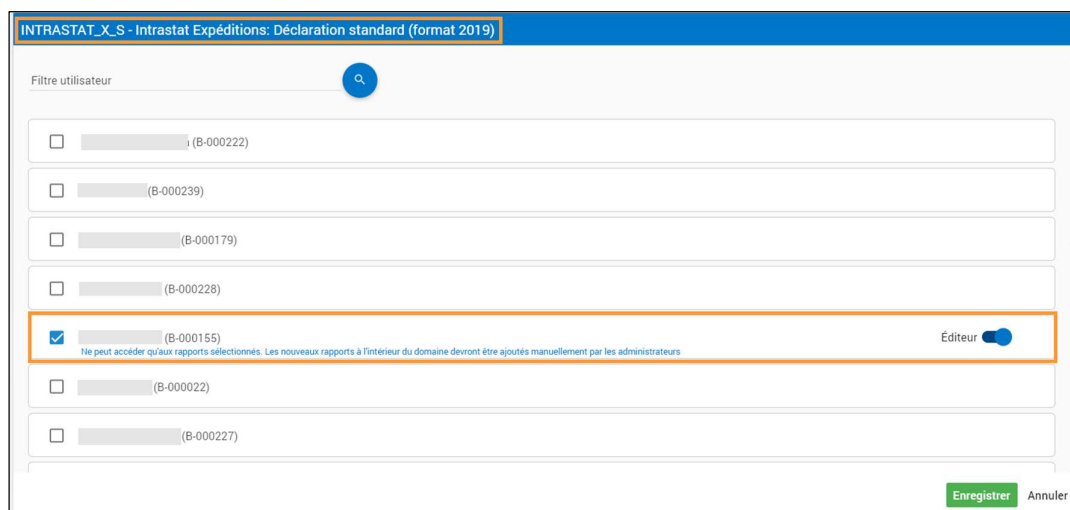 INTRASTAT_X_S - Intrastat Expéditions: Déclaration standard (format 2019)
Filtre utilisateur
(B-000222)
(B-000239)
(B-000179)
(B-000228)
(B-000155)
Éditeur
Ne peut accéder qu'aux rapports sélectionnés. Les nouveaux rapports à l'intérieur du domaine devront être ajoutés manuellement par les administrateurs
(B-000022)
(B-000227)
Enregistrer Annuler